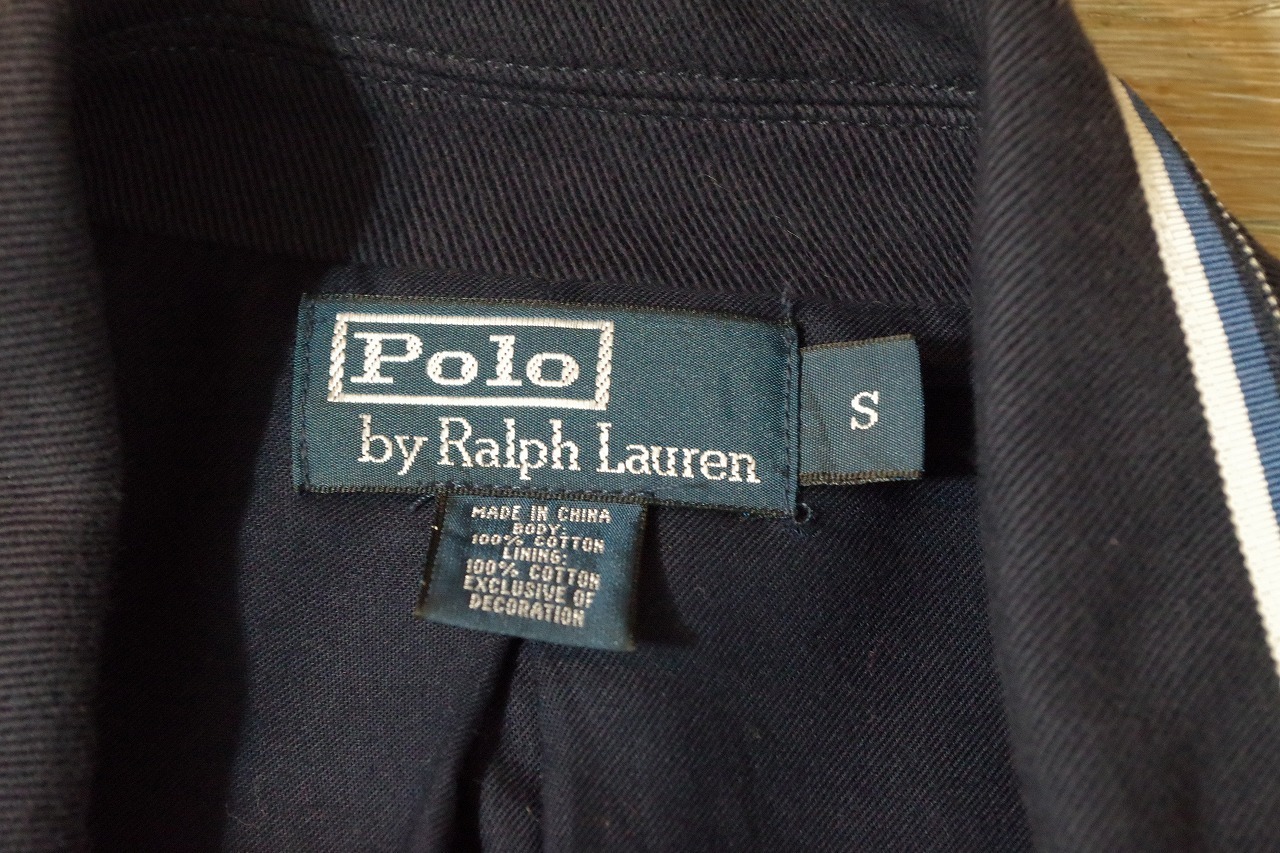 Polo
by Ralph Lauren
S
MADE IN CHINA
BODY:
100% COTTON
LINING:
100% COTTON
EXCLUSIVE OF
DECORATION